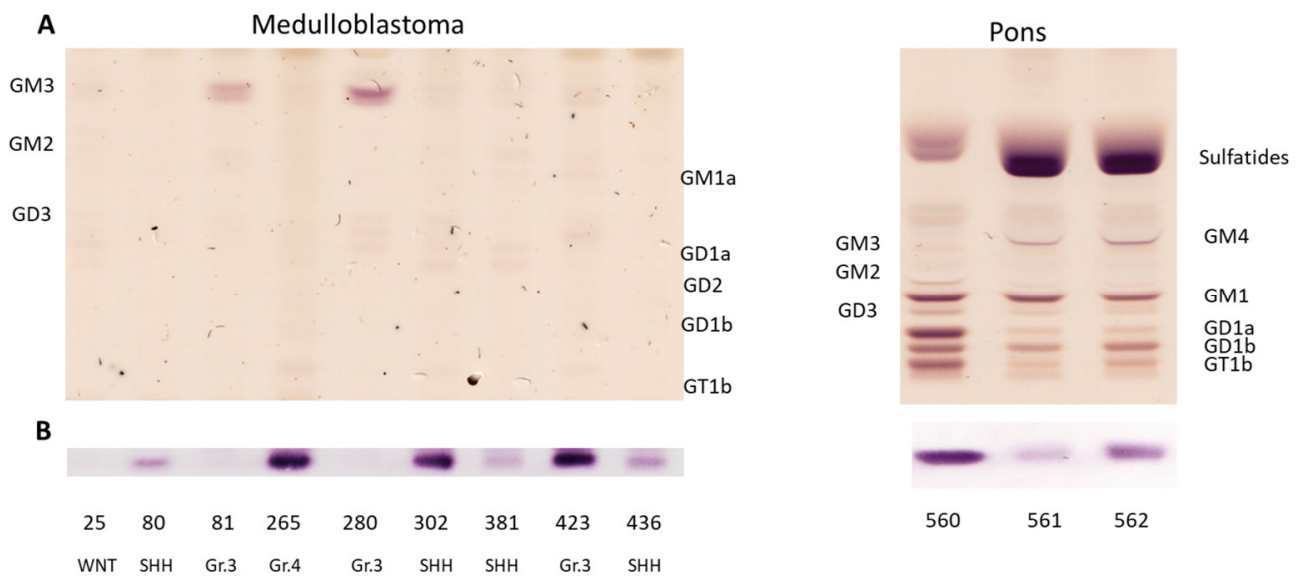 A
Medulloblastoma
Pons
GM3
GM2
GD3
GM1a
GD1a
GD2
GD1b
GT1b
GM3
GM2
GD3
Sulfatides
GM4
GM1
GD1a
GD1b
GT1b
B
25 80 81 265 280 302 381 423 436
WNT SHH Gr.3 Gr.4 Gr.3 SHH SHH Gr.3 SHH
560 561 562